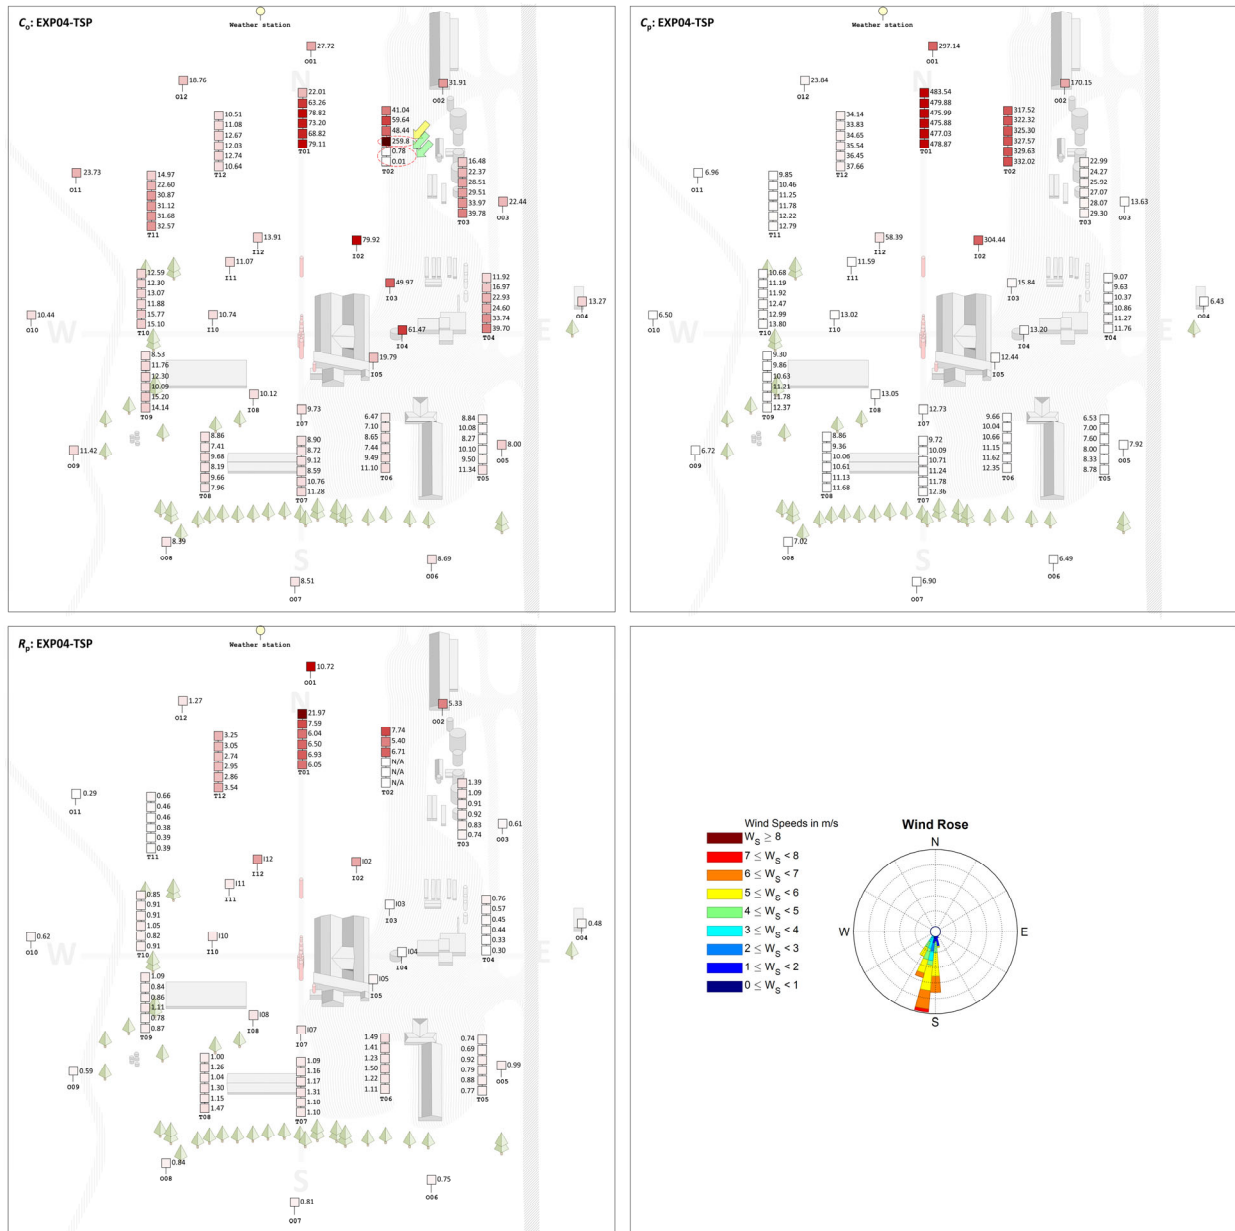 Co: EXP04-TSP
Weather station
27.72
O01
18.76
O12
31.91
O02
22.01
63.26
78.82
73.20
68.82
79.11
T01
41.04
59.64
48.44
259.8
0.78
0.01
T02
10.51
11.08
12.67
12.03
12.74
10.64
T12
16.48
22.37
28.51
29.51
33.97
39.78
T03
23.73
O11
14.97
22.60
30.87
31.12
31.68
32.57
T11
22.44
O03
13.91
I12
79.92
I02
11.07
I11
49.97
I03
12.59
12.30
13.07
11.88
15.77
15.10
T10
11.92
16.97
22.93
24.60
33.74
39.70
T04
13.27
O04
10.44
O10
10.74
I10
61.47
I04
19.79
I05
8.53
11.76
12.30
10.09
15.20
14.14
T09
10.12
I08
9.73
I07
6.47
7.10
8.65
7.44
9.49
11.10
T06
8.84
10.08
8.27
10.10
9.50
11.34
T05
8.00
O05
11.42
O09
8.86
7.41
9.68
8.19
9.66
7.96
T08
8.90
8.72
9.12
8.59
10.76
11.28
T07
8.39
O08
8.69
O06
8.51
O07
N
W
E
S
Cp: EXP04-TSP
Weather station
297.14
O01
23.84
O12
170.15
O02
483.54
479.88
475.99
475.88
477.03
478.87
T01
317.52
322.32
325.30
327.57
329.63
332.02
T02
34.14
33.83
34.65
35.54
36.45
37.66
T12
22.99
24.27
25.92
27.07
28.07
29.30
T03
6.96
O11
9.85
10.46
11.25
11.78
12.22
12.79
T11
13.63
O03
58.39
I12
304.44
I02
11.59
I11
15.84
I03
10.68
11.19
11.92
12.47
12.99
13.80
T10
9.07
9.63
10.37
10.86
11.27
11.76
T04
6.43
O04
6.50
O10
13.02
I10
13.20
I04
12.44
I05
9.30
9.86
10.63
11.21
11.78
12.37
T09
13.05
I08
12.73
I07
9.66
10.04
10.66
11.15
11.62
12.35
T06
6.53
7.00
7.60
8.00
8.33
8.78
T05
7.92
O05
6.72
O09
8.86
9.36
10.06
10.61
11.13
11.68
T08
9.72
10.09
10.71
11.24
11.78
12.36
T07
7.02
O08
6.49
O06
6.90
O07
N
W
E
S
Rp: EXP04-TSP
Weather station
10.72
O01
1.27
O12
5.33
O02
21.97
7.59
6.04
6.50
6.93
6.05
T01
7.74
5.40
6.71
N/A
N/A
N/A
T02
3.25
3.05
2.74
2.95
2.86
3.54
T12
1.39
1.09
0.91
0.92
0.83
0.74
T03
0.29
O11
0.66
0.46
0.46
0.38
0.39
0.39
T11
0.61
O03
I12
I12
I02
I02
I11
I11
I03
I03
0.85
0.91
0.91
1.05
0.82
0.91
T10
0.76
0.57
0.45
0.44
0.33
0.30
T04
0.48
O04
0.62
O10
I10
I10
I04
I04
I05
I05
1.09
0.84
0.86
1.11
0.78
0.87
T09
I08
I08
I07
I07
1.49
1.41
1.23
1.50
1.22
1.11
T06
0.74
0.69
0.92
0.79
0.88
0.77
T05
0.99
O05
0.59
O09
1.00
1.26
1.04
1.30
1.15
1.47
T08
1.09
1.16
1.17
1.31
1.10
1.10
T07
0.84
O08
0.75
O06
0.81
O07
N
W
E
S
Wind Speeds in m/s
W_S ≥ 8
7 ≤ W_S < 8
6 ≤ W_S < 7
5 ≤ W_S < 6
4 ≤ W_S < 5
3 ≤ W_S < 4
2 ≤ W_S < 3
1 ≤ W_S < 2
0 ≤ W_S < 1
Wind Rose
N
W
E
S